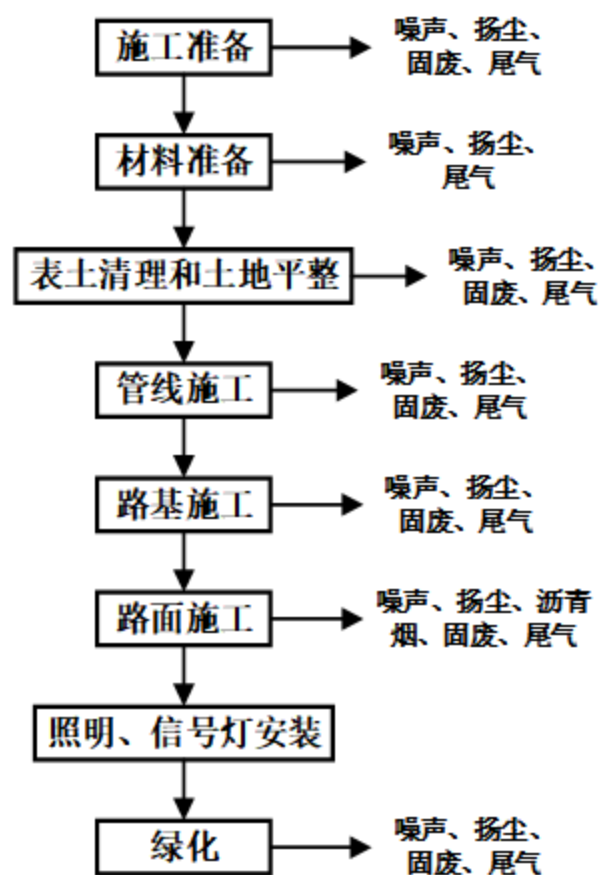 施工准备
噪声、扬尘、
固废、尾气
材料准备
噪声、扬尘、
尾气
表土清理和土地平整
噪声、扬尘、
固废、尾气
管线施工
噪声、扬尘、
固废、尾气
路基施工
噪声、扬尘、
固废、尾气
路面施工
噪声、扬尘、沥青
烟、固废、尾气
照明、信号灯安装
绿化
噪声、扬尘、
固废、尾气